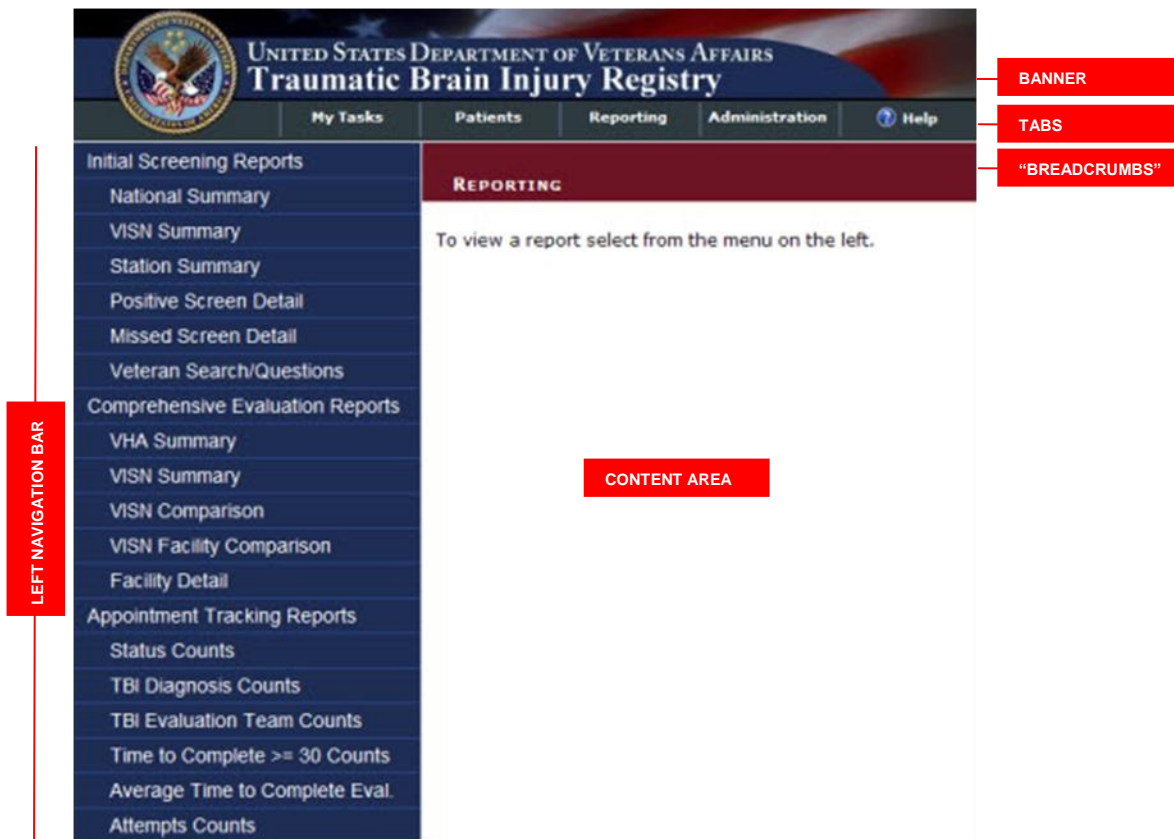 UNITED STATES DEPARTMENT OF VETERANS AFFAIRS
Traumatic Brain Injury Registry
BANNER
My Tasks Patients Reporting Administration Help
TABS
"BREADCRUMBS"
REPORTING
To view a report select from the menu on the left.
CONTENT AREA
LEFT NAVIGATION BAR
Initial Screening Reports
National Summary
VISN Summary
Station Summary
Positive Screen Detail
Missed Screen Detail
Veteran Search/Questions
Comprehensive Evaluation Reports
VHA Summary
VISN Summary
VISN Comparison
VISN Facility Comparison
Facility Detail
Appointment Tracking Reports
Status Counts
TBI Diagnosis Counts
TBI Evaluation Team Counts
Time to Complete >= 30 Counts
Average Time to Complete Eval.
Attempts Counts